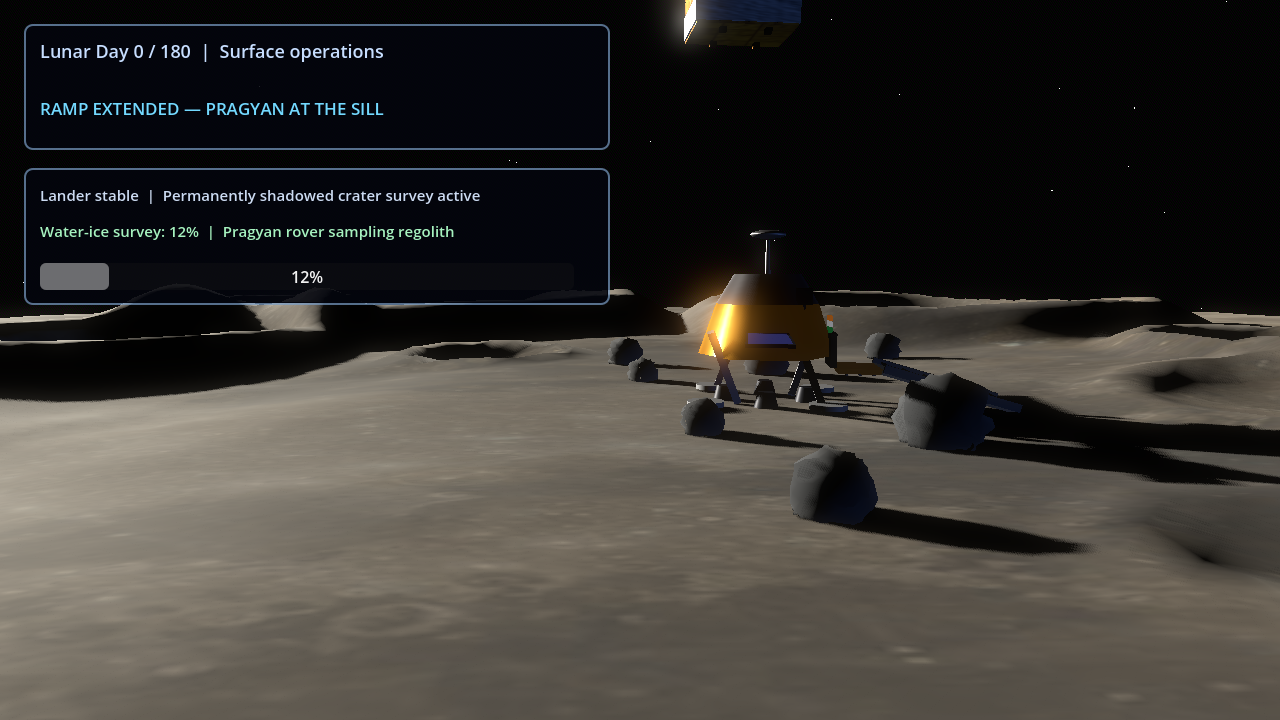 Lunar Day 0 / 180 | Surface operations
RAMP EXTENDED — PRAGYAN AT THE SILL
Lander stable | Permanently shadowed crater survey active
Water-ice survey: 12% | Pragyan rover sampling regolith
12%